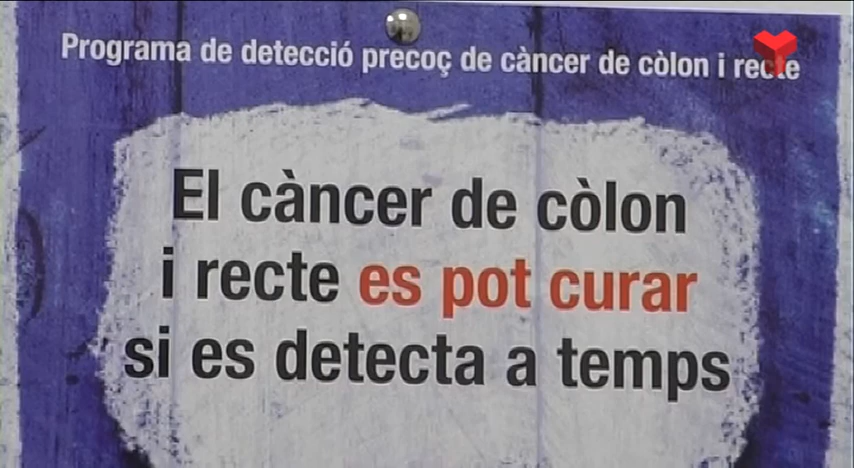 Programa de detecció precoç de càncer de còlon i recte
El càncer de còlon
i recte es pot curar
si es detecta a temps